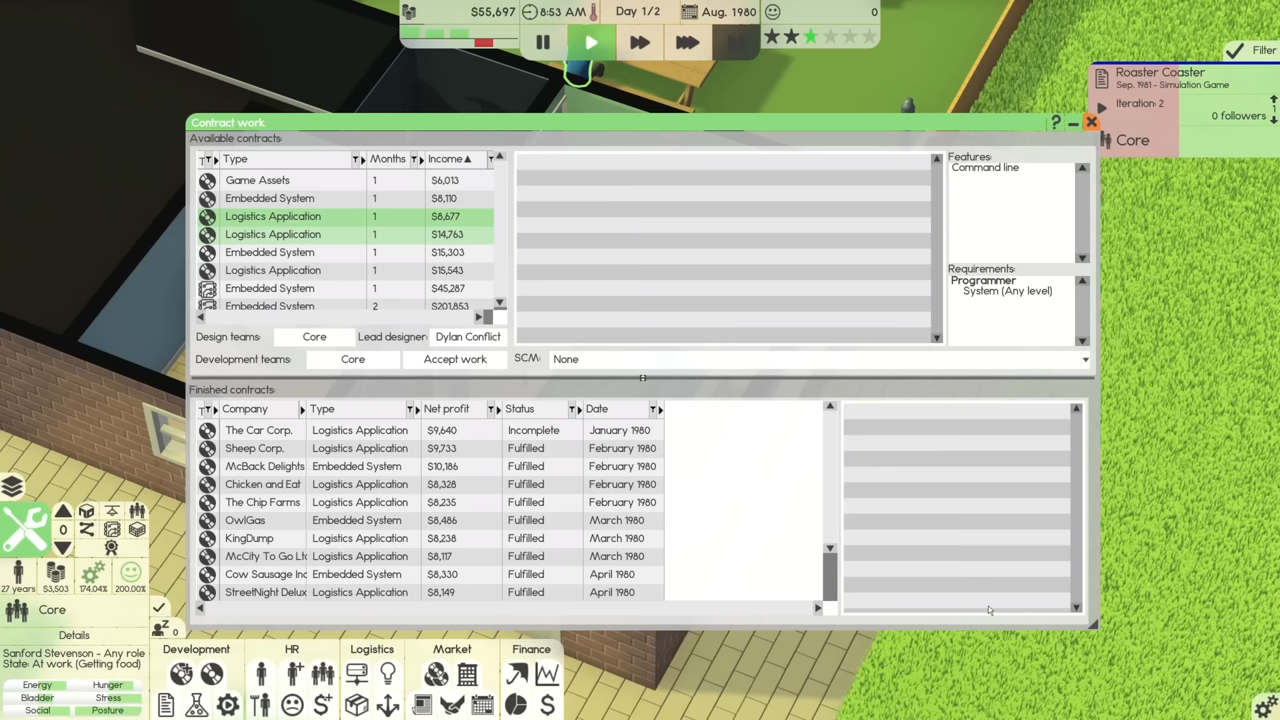 $55,697
8:53 AM
Day 1/2
Aug. 1980
0
Filter
Roaster Coaster
Sep. 1981 - Simulation Game
Iteration: 2
1
0 followers
Core
Contract work
?
Available contracts:
Type Months Income
Game Assets 1 $6,013
Embedded System 1 $8,110
Logistics Application 1 $8,677
Logistics Application 1 $14,763
Embedded System 1 $15,303
Logistics Application 1 $15,543
Embedded System 1 $45,287
Embedded System 2 $201,853
Features:
Command line
Requirements:
Programmer
System (Any level)
Design teams: Core Lead designer: Dylan Conflict
Development teams: Core Accept work SCM: None
Finished contracts:
Company Type Net profit Status Date
The Car Corp. Logistics Application $9,640 Incomplete January 1980
Sheep Corp. Logistics Application $9,733 Fulfilled February 1980
McBack Delights Embedded System $10,186 Fulfilled February 1980
Chicken and Eat Logistics Application $8,328 Fulfilled February 1980
The Chip Farms Logistics Application $8,235 Fulfilled February 1980
OwlGas Embedded System $8,486 Fulfilled March 1980
KingDump Logistics Application $8,238 Fulfilled March 1980
McCity To Go Ltd Logistics Application $8,117 Fulfilled March 1980
Cow Sausage Inc Embedded System $8,330 Fulfilled April 1980
StreetNight Delux Logistics Application $8,149 Fulfilled April 1980
0
27 years $3,503 174.04% 200.00%
Core
0
Details
Sanford Stevenson - Any role
State: At work (Getting food)
Energy Hunger
Bladder Stress
Social Posture
Development HR Logistics Market Finance